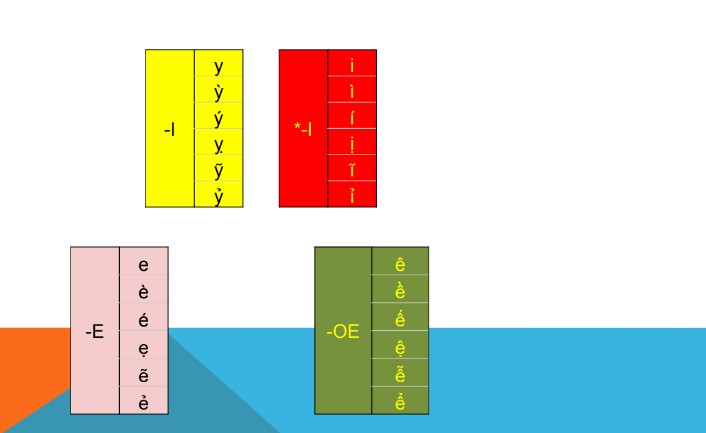 -I
y
ỳ
ý
ỵ
ỹ
ỷ
*-I
i
ì
í
ị
ĩ
ỉ
-E
e
è
é
ẹ
ẽ
ẻ
-OE
ê
ề
ế
ệ
ễ
ể